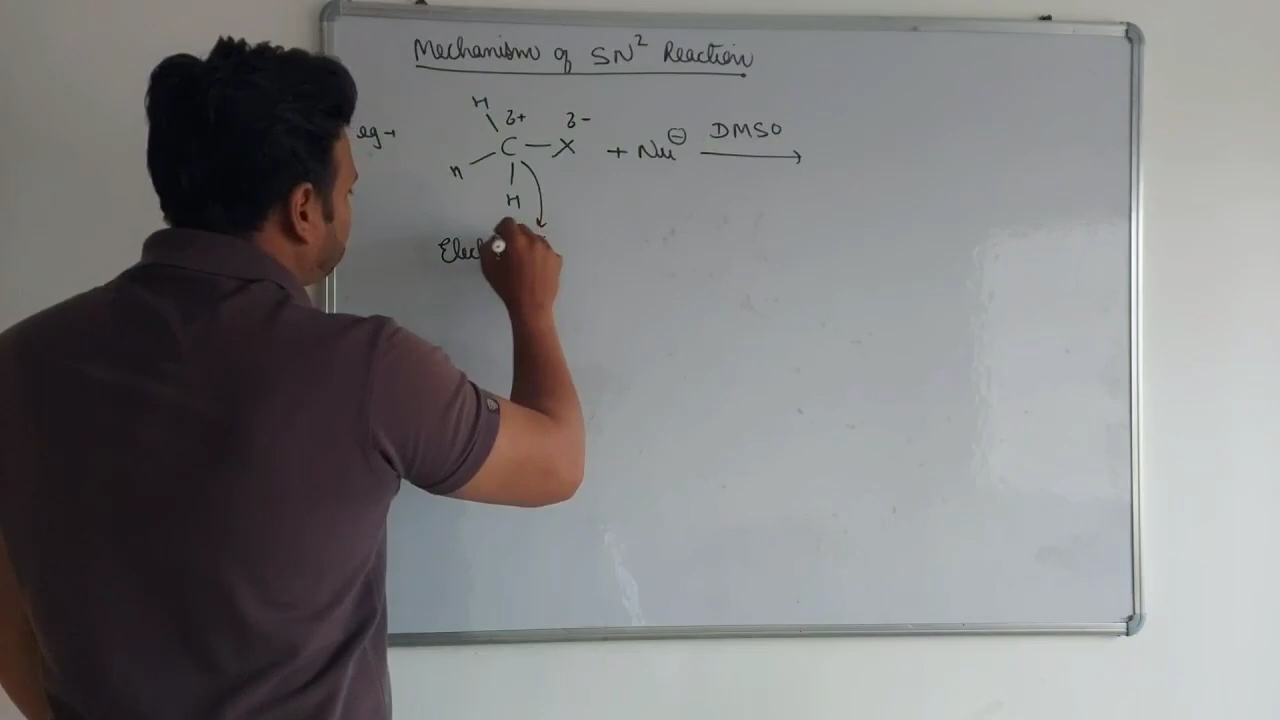 Mechanism of SN² Reaction
eg→
H δ+ δ-
C — X + Nu⊖ DMSO →
H
H
Elec